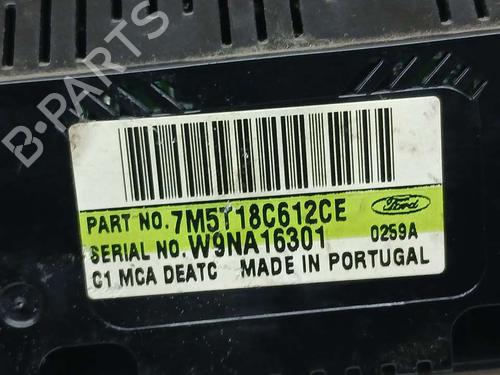 B-PARTS
PART NO. 7M5T18C612CE
Ford
SERIAL NO. W9NA16301
0259A
C1 MCA DEATC MADE IN PORTUGAL